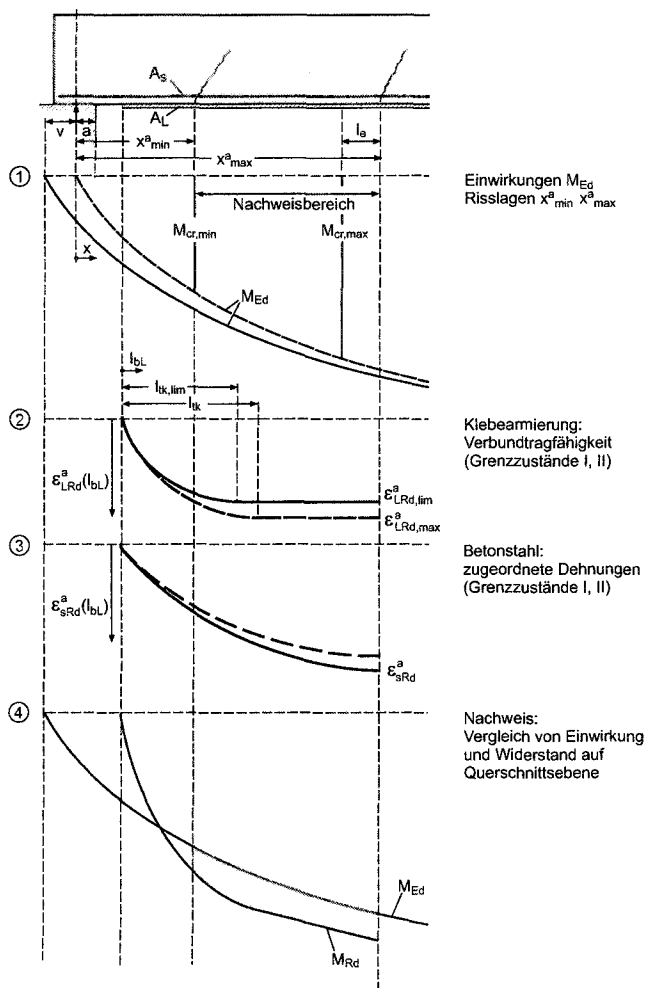 A_s
A_L
v
a
x^a_min
l_e
x^a_max
①
Nachweisbereich
M_cr,min
M_cr,max
x
M_Ed
Einwirkungen M_Ed
Risslagen x^a_min x^a_max
l_bL
l_tk,lim
l_tk
②
ε^a_LRd(l_bL)
ε^a_LRd,lim
ε^a_LRd,max
Klebearmierung:
Verbundtragfähigkeit
(Grenzzustände I, II)
③
ε^a_sRd(l_bL)
ε^a_sRd
Betonstahl:
zugeordnete Dehnungen
(Grenzzustände I, II)
④
M_Ed
M_Rd
Nachweis:
Vergleich von Einwirkung
und Widerstand auf
Querschnittsebene